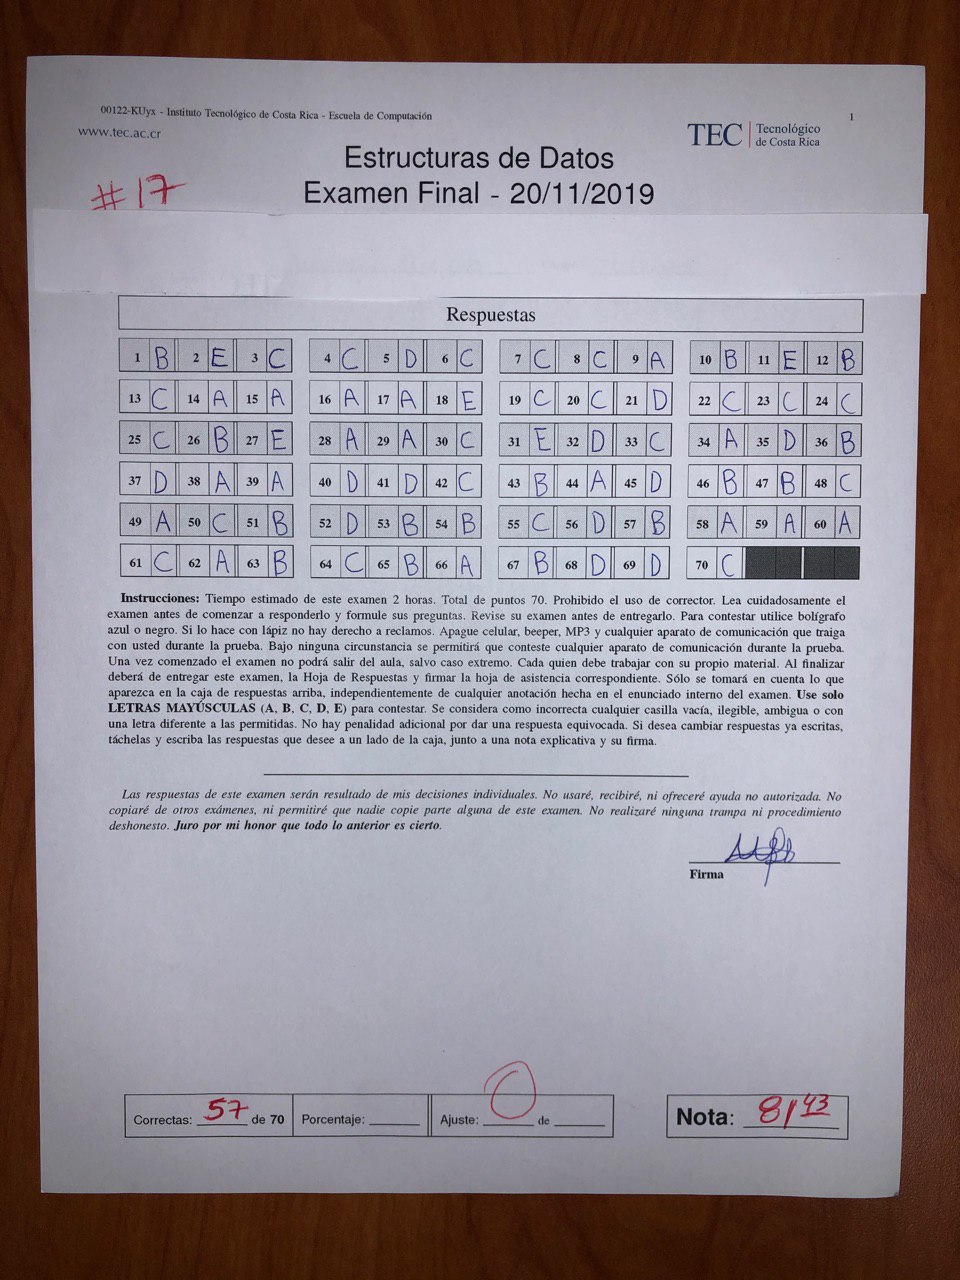 00122-KUyx - Instituto Tecnológico de Costa Rica - Escuela de Computación 1
www.tec.ac.cr
TEC | Tecnológico
de Costa Rica
Estructuras de Datos
#17
Examen Final - 20/11/2019
Respuestas
1 B 2 E 3 C 4 C 5 D 6 C 7 C 8 C 9 A 10 B 11 E 12 B
13 C 14 A 15 A 16 A 17 A 18 E 19 C 20 C 21 D 22 C 23 C 24 C
25 C 26 B 27 E 28 A 29 A 30 C 31 E 32 D 33 C 34 A 35 D 36 B
37 D 38 A 39 A 40 D 41 D 42 C 43 B 44 A 45 D 46 B 47 B 48 C
49 A 50 C 51 B 52 D 53 B 54 B 55 C 56 D 57 B 58 A 59 A 60 A
61 C 62 A 63 B 64 C 65 B 66 A 67 B 68 D 69 D 70 C
Instrucciones: Tiempo estimado de este examen 2 horas. Total de puntos 70. Prohibido el uso de corrector. Lea cuidadosamente el
examen antes de comenzar a responderlo y formule sus preguntas. Revise su examen antes de entregarlo. Para contestar utilice bolígrafo
azul o negro. Si lo hace con lápiz no hay derecho a reclamos. Apague celular, beeper, MP3 y cualquier aparato de comunicación que traiga
con usted durante la prueba. Bajo ninguna circunstancia se permitirá que conteste cualquier aparato de comunicación durante la prueba.
Una vez comenzado el examen no podrá salir del aula, salvo caso extremo. Cada quien debe trabajar con su propio material. Al finalizar
deberá de entregar este examen, la Hoja de Respuestas y firmar la hoja de asistencia correspondiente. Sólo se tomará en cuenta lo que
aparezca en la caja de respuestas arriba, independientemente de cualquier anotación hecha en el enunciado interno del examen. Use solo
LETRAS MAYÚSCULAS (A, B, C, D, E) para contestar. Se considera como incorrecta cualquier casilla vacía, ilegible, ambigua o con
una letra diferente a las permitidas. No hay penalidad adicional por dar una respuesta equivocada. Si desea cambiar respuestas ya escritas,
táchelas y escriba las respuestas que desee a un lado de la caja, junto a una nota explicativa y su firma.
Las respuestas de este examen serán resultado de mis decisiones individuales. No usaré, recibiré, ni ofreceré ayuda no autorizada. No
copiaré de otros exámenes, ni permitiré que nadie copie parte alguna de este examen. No realizaré ninguna trampa ni procedimiento
deshonesto. Juro por mi honor que todo lo anterior es cierto.
Firma
Correctas: 57 de 70 Porcentaje: Ajuste: 0 de Nota: 81,43